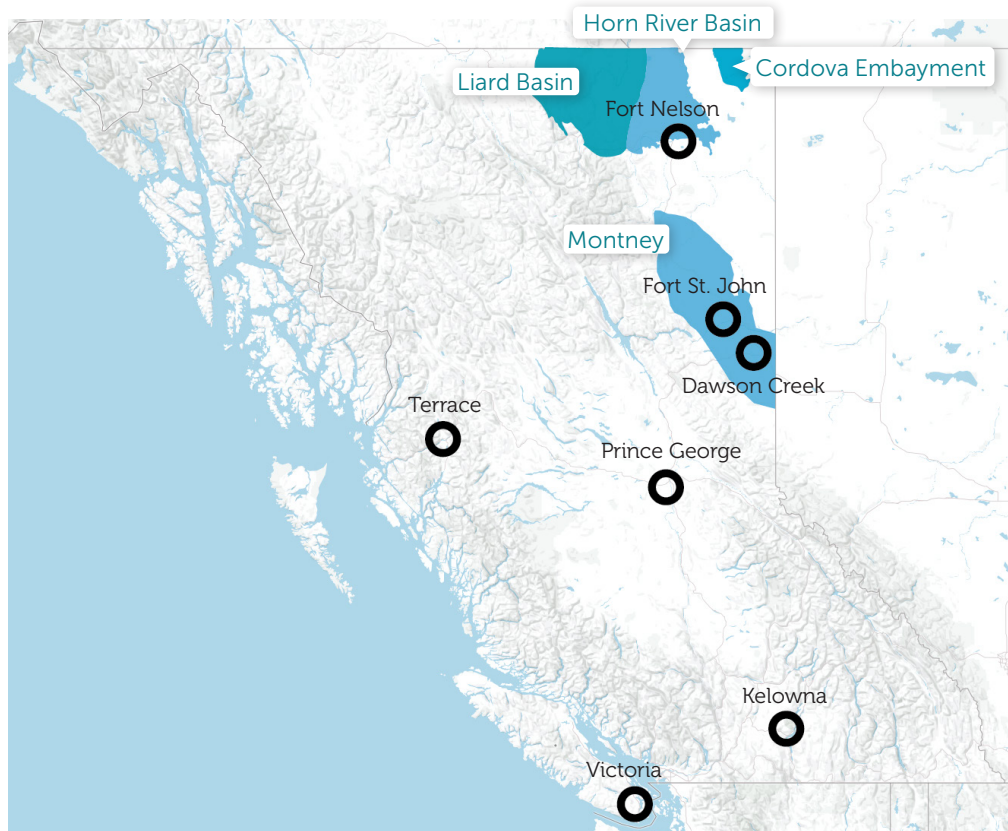 Horn River Basin
Liard Basin
Cordova Embayment
Fort Nelson
Montney
Fort St. John
Dawson Creek
Terrace
Prince George
Kelowna
Victoria